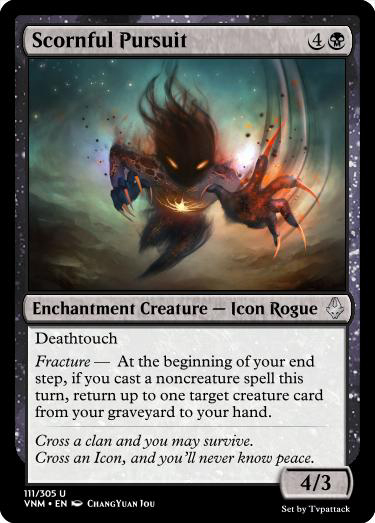 Scornful Pursuit 4
Enchantment Creature — Icon Rogue
Deathtouch
Fracture — At the beginning of your end
step, if you cast a noncreature spell this
turn, return up to one target creature card
from your graveyard to your hand.
Cross a clan and you may survive.
Cross an Icon, and you'll never know peace.
4/3
111/305 U
VNM • EN ChangYuan Jou
Set by Tvpattack